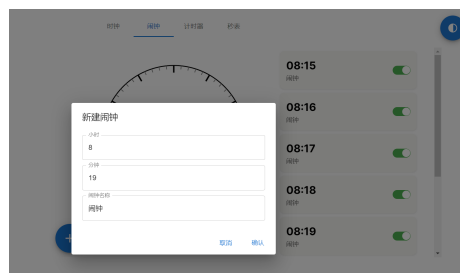 时钟
闹钟
计时器
秒表
08:15
闹钟
08:16
闹钟
08:17
闹钟
08:18
闹钟
08:19
闹钟
新建闹钟
小时
8
分钟
19
闹钟名称
闹钟
取消
确认